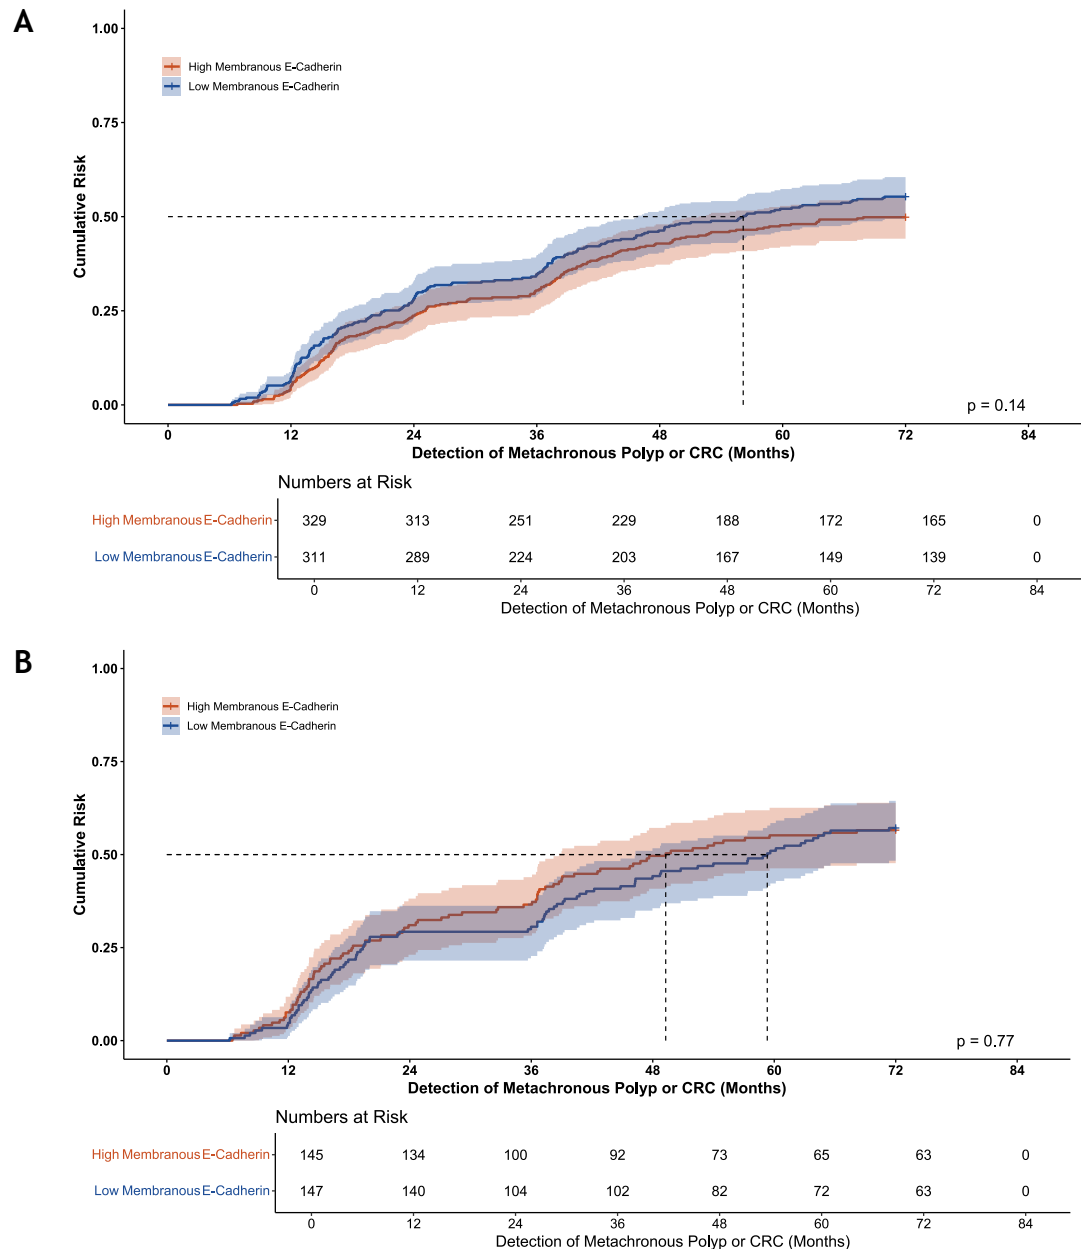 A
1.00
High Membranous E-Cadherin
Low Membranous E-Cadherin
0.75
Cumulative Risk
0.50
0.25
0.00
p = 0.14
0 12 24 36 48 60 72 84
Detection of Metachronous Polyp or CRC (Months)
Numbers at Risk
High Membranous E-Cadherin 329 313 251 229 188 172 165 0
Low Membranous E-Cadherin 311 289 224 203 167 149 139 0
0 12 24 36 48 60 72 84
Detection of Metachronous Polyp or CRC (Months)
B
1.00
High Membranous E-Cadherin
Low Membranous E-Cadherin
0.75
Cumulative Risk
0.50
0.25
0.00
p = 0.77
0 12 24 36 48 60 72 84
Detection of Metachronous Polyp or CRC (Months)
Numbers at Risk
High Membranous E-Cadherin 145 134 100 92 73 65 63 0
Low Membranous E-Cadherin 147 140 104 102 82 72 63 0
0 12 24 36 48 60 72 84
Detection of Metachronous Polyp or CRC (Months)